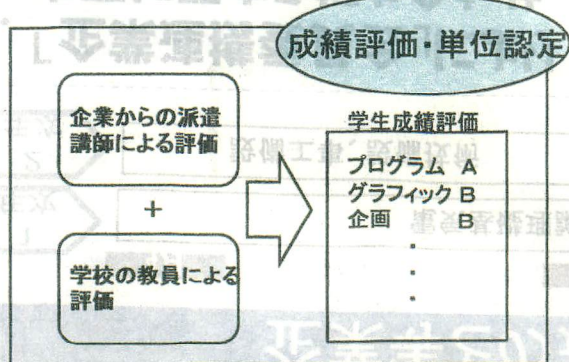 成績評価・単位認定
企業からの派遣
講師による評価
+
学校の教員による
評価
学生成績評価
プログラム A
グラフィック B
企画 B
・
・
・